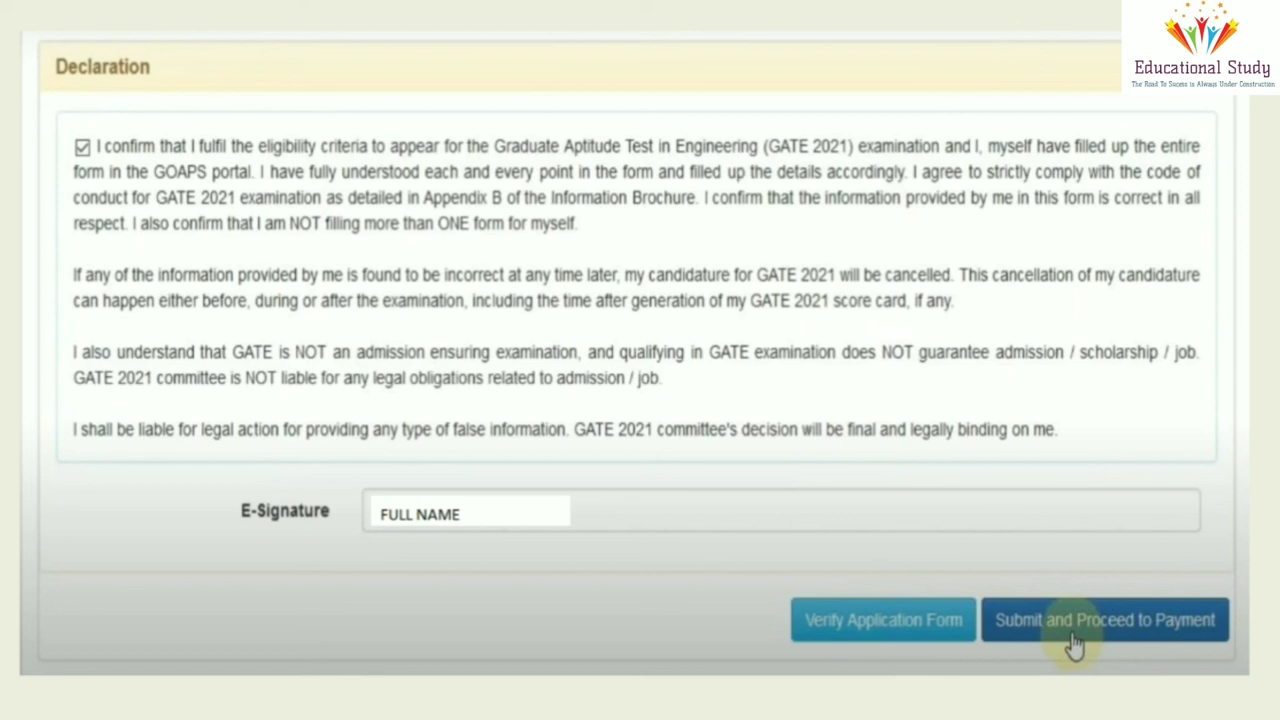 Educational Study
The Road To Sucess is Always Under Construction
Declaration
I confirm that I fulfil the eligibility criteria to appear for the Graduate Aptitude Test in Engineering (GATE 2021) examination and I, myself have filled up the entire
form in the GOAPS portal. I have fully understood each and every point in the form and filled up the details accordingly. I agree to strictly comply with the code of
conduct for GATE 2021 examination as detailed in Appendix B of the Information Brochure. I confirm that the information provided by me in this form is correct in all
respect. I also confirm that I am NOT filling more than ONE form for myself.
If any of the information provided by me is found to be incorrect at any time later, my candidature for GATE 2021 will be cancelled. This cancellation of my candidature
can happen either before, during or after the examination, including the time after generation of my GATE 2021 score card, if any.
I also understand that GATE is NOT an admission ensuring examination, and qualifying in GATE examination does NOT guarantee admission / scholarship / job.
GATE 2021 committee is NOT liable for any legal obligations related to admission / job.
I shall be liable for legal action for providing any type of false information. GATE 2021 committee's decision will be final and legally binding on me.
E-Signature
FULL NAME
Verify Application Form
Submit and Proceed to Payment